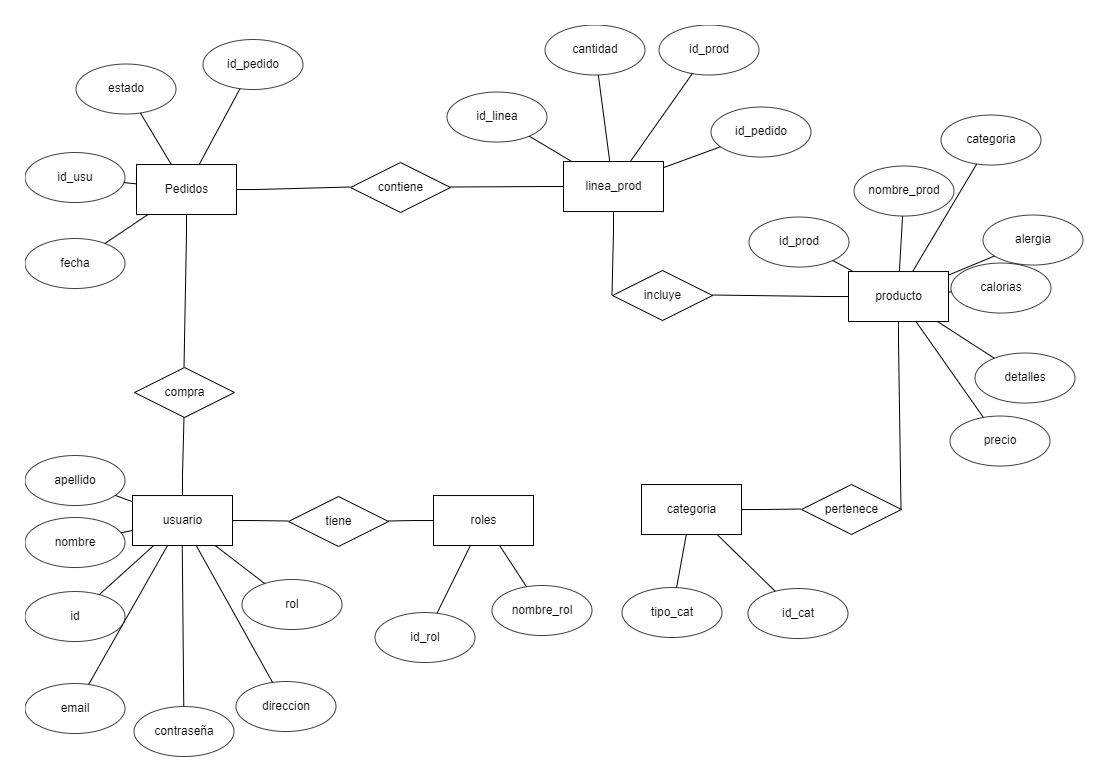 cantidad
id_prod
id_pedido
estado
id_linea
id_pedido
categoria
id_usu
Pedidos
contiene
linea_prod
nombre_prod
id_prod
alergia
fecha
incluye
producto
calorias
detalles
compra
precio
apellido
usuario
tiene
roles
categoria
pertenece
nombre
id
rol
nombre_rol
tipo_cat
id_cat
id_rol
email
direccion
contraseña